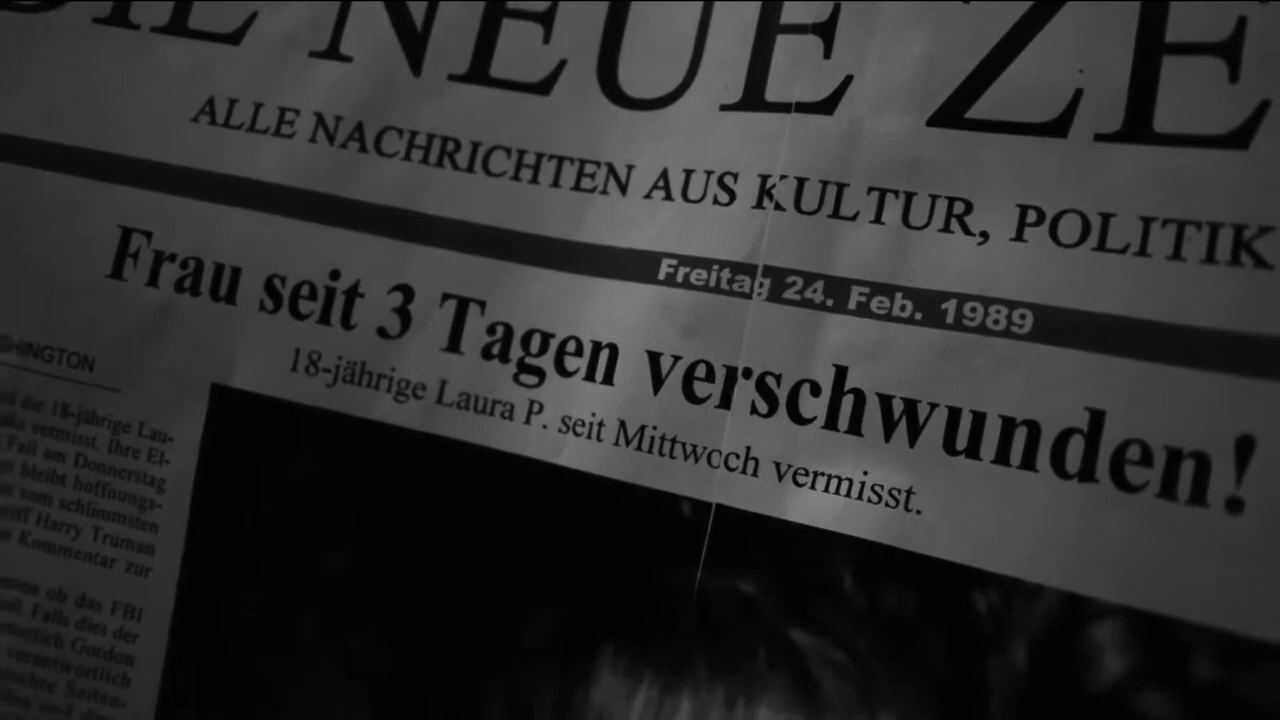 DIE NEUE ZE
ALLE NACHRICHTEN AUS KULTUR, POLITIK
Freitag 24. Feb. 1989
Frau seit 3 Tagen verschwunden!
18-jährige Laura P. seit Mittwoch vermisst.
SHINGTON
die 18-jährige Lau-
vermisst. Ihre El-
Fall am Donnerstag
bleibt hoffnungs-
vom schlimmsten
Harry Truman
Kommentar zur
ob das FBI
Falls dies der
Gordon
verantwortlich